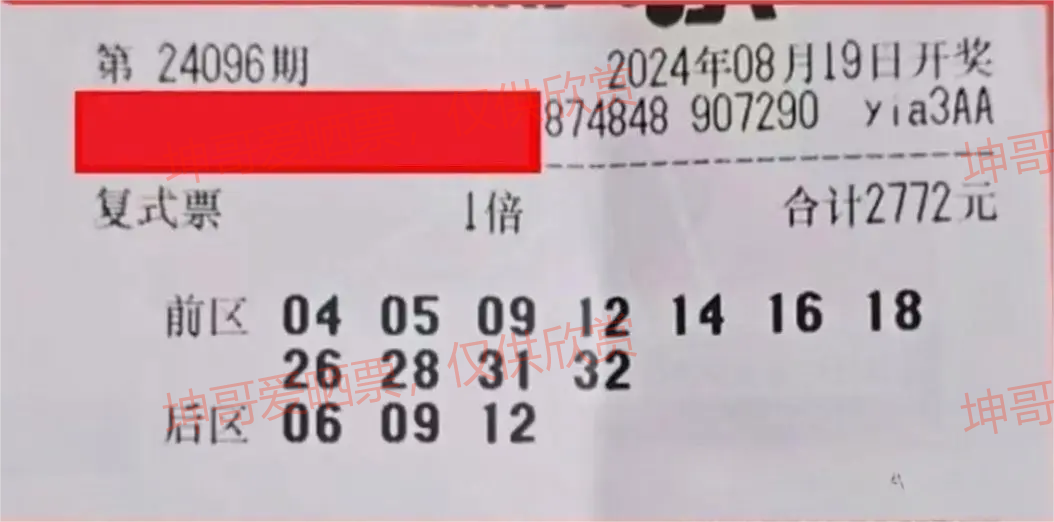 第 24096期 2024年08月19日开奖
874848 907290 yia3AA
复式票 1倍 合计2772元
前区 04 05 09 12 14 16 18
26 28 31 32
后区 06 09 12
坤哥爱晒票，仅供欣赏
供欣赏
坤哥
坤哥